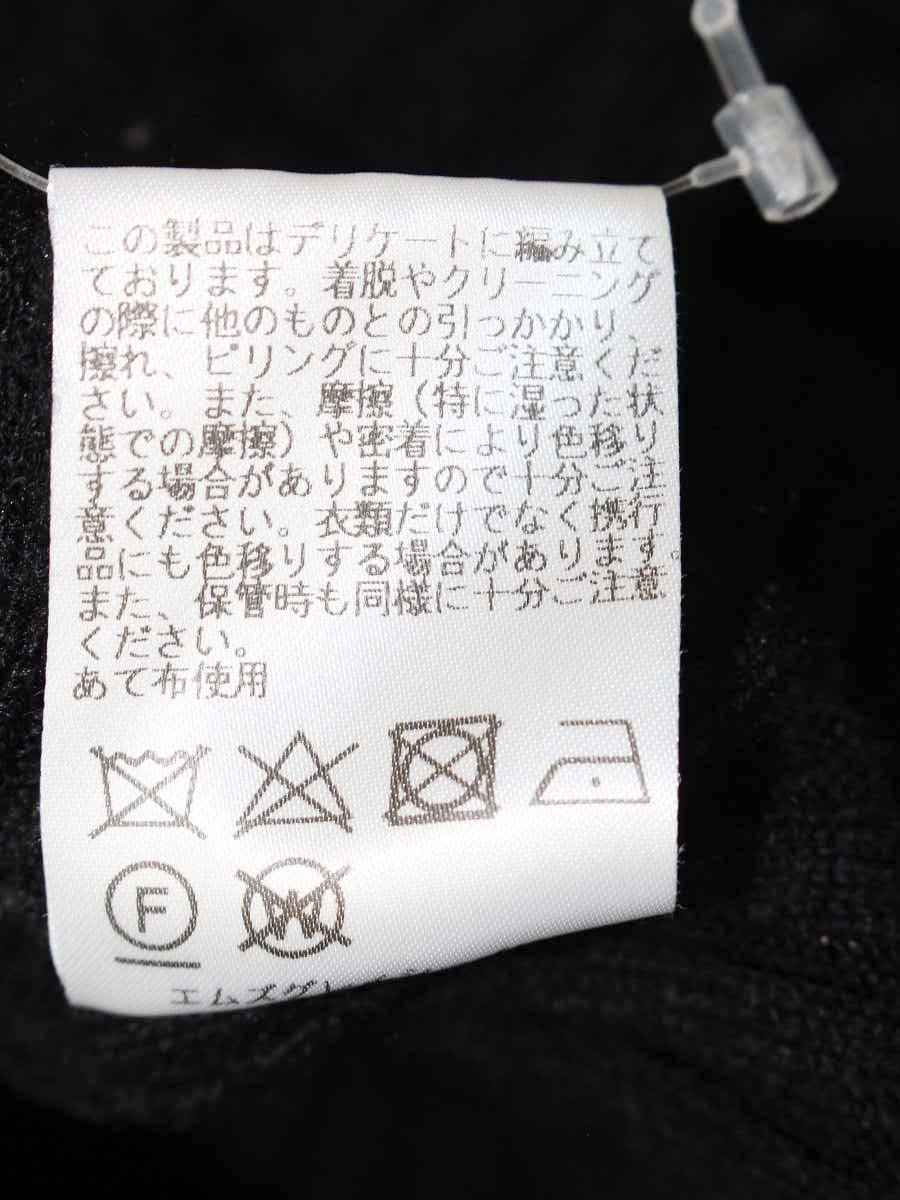 この製品はデリケートに編み立て
ております。着脱やクリーニング
の際に他のものとの引っかかり、
擦れ、ピリングに十分ご注意くだ
さい。また、摩擦（特に湿った状
態での摩擦）や密着により色移り
する場合がありますので十分ご注
意ください。衣類だけでなく携行
品にも色移りする場合があります。
また、保管時も同様に十分ご注意
ください。
あて布使用
F
W
エムズグレ